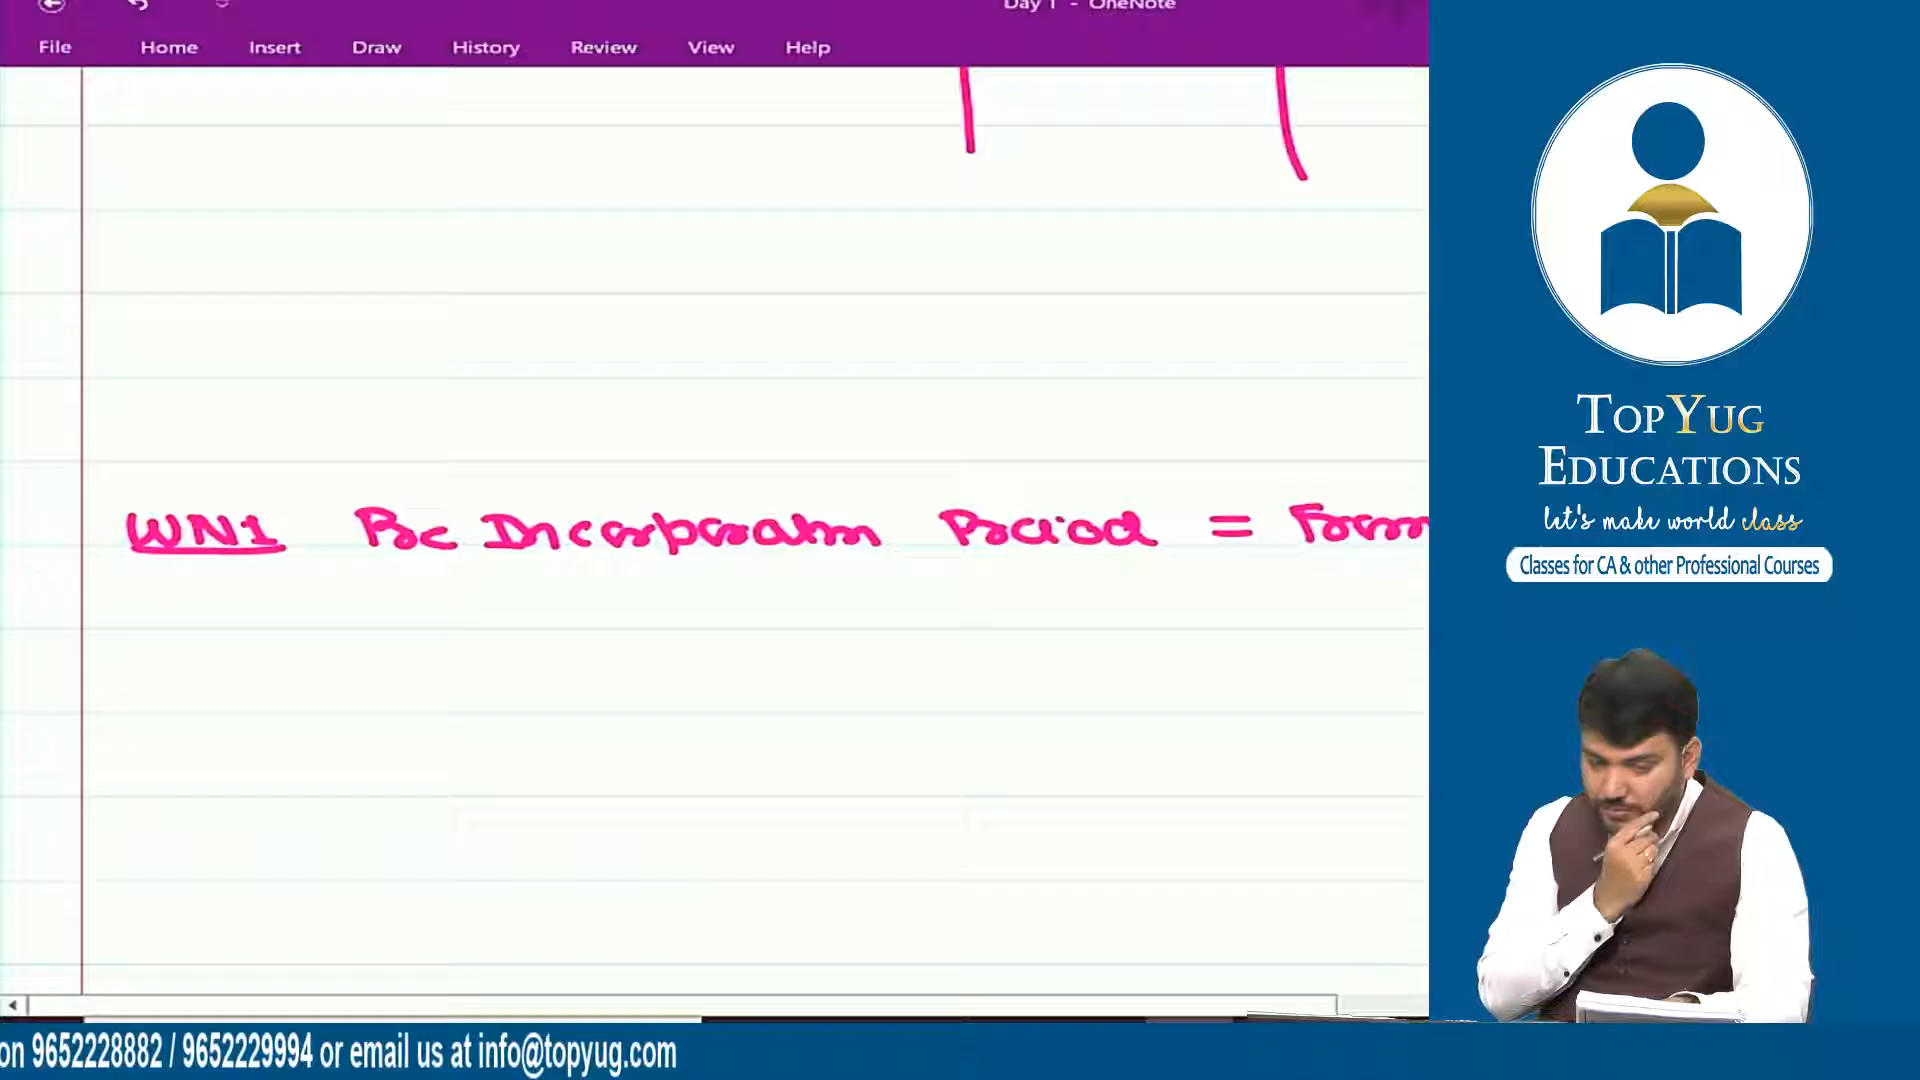 Day 1 - OneNote
File Home Insert Draw History Review View Help
WN1 Pre Incorporation Period = From
TopYug
Educations
let's make world class
Classes for CA & other Professional Courses
on 9652228882 / 9652229994 or email us at info@topyug.com